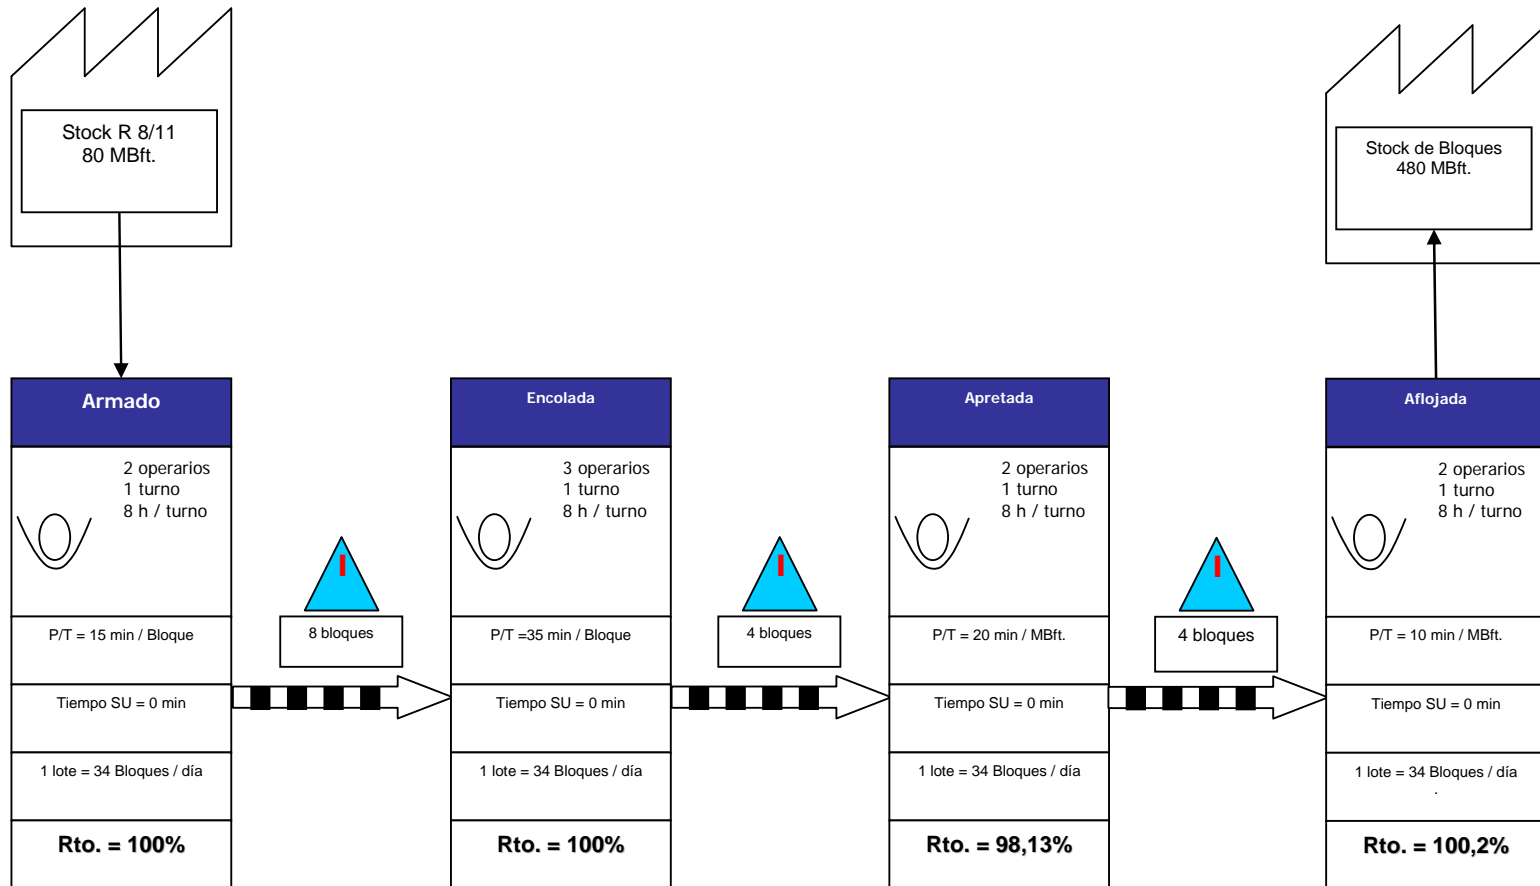 Stock R 8/11
80 MBft.
Stock de Bloques
480 MBft.
Armado
2 operarios
1 turno
8 h / turno
P/T = 15 min / Bloque
Tiempo SU = 0 min
1 lote = 34 Bloques / día
Rto. = 100%
I
8 bloques
Encolada
3 operarios
1 turno
8 h / turno
P/T =35 min / Bloque
Tiempo SU = 0 min
1 lote = 34 Bloques / día
Rto. = 100%
I
4 bloques
Apretada
2 operarios
1 turno
8 h / turno
P/T = 20 min / MBft.
Tiempo SU = 0 min
1 lote = 34 Bloques / día
Rto. = 98,13%
I
4 bloques
Aflojada
2 operarios
1 turno
8 h / turno
P/T = 10 min / MBft.
Tiempo SU = 0 min
1 lote = 34 Bloques / día
.
Rto. = 100,2%